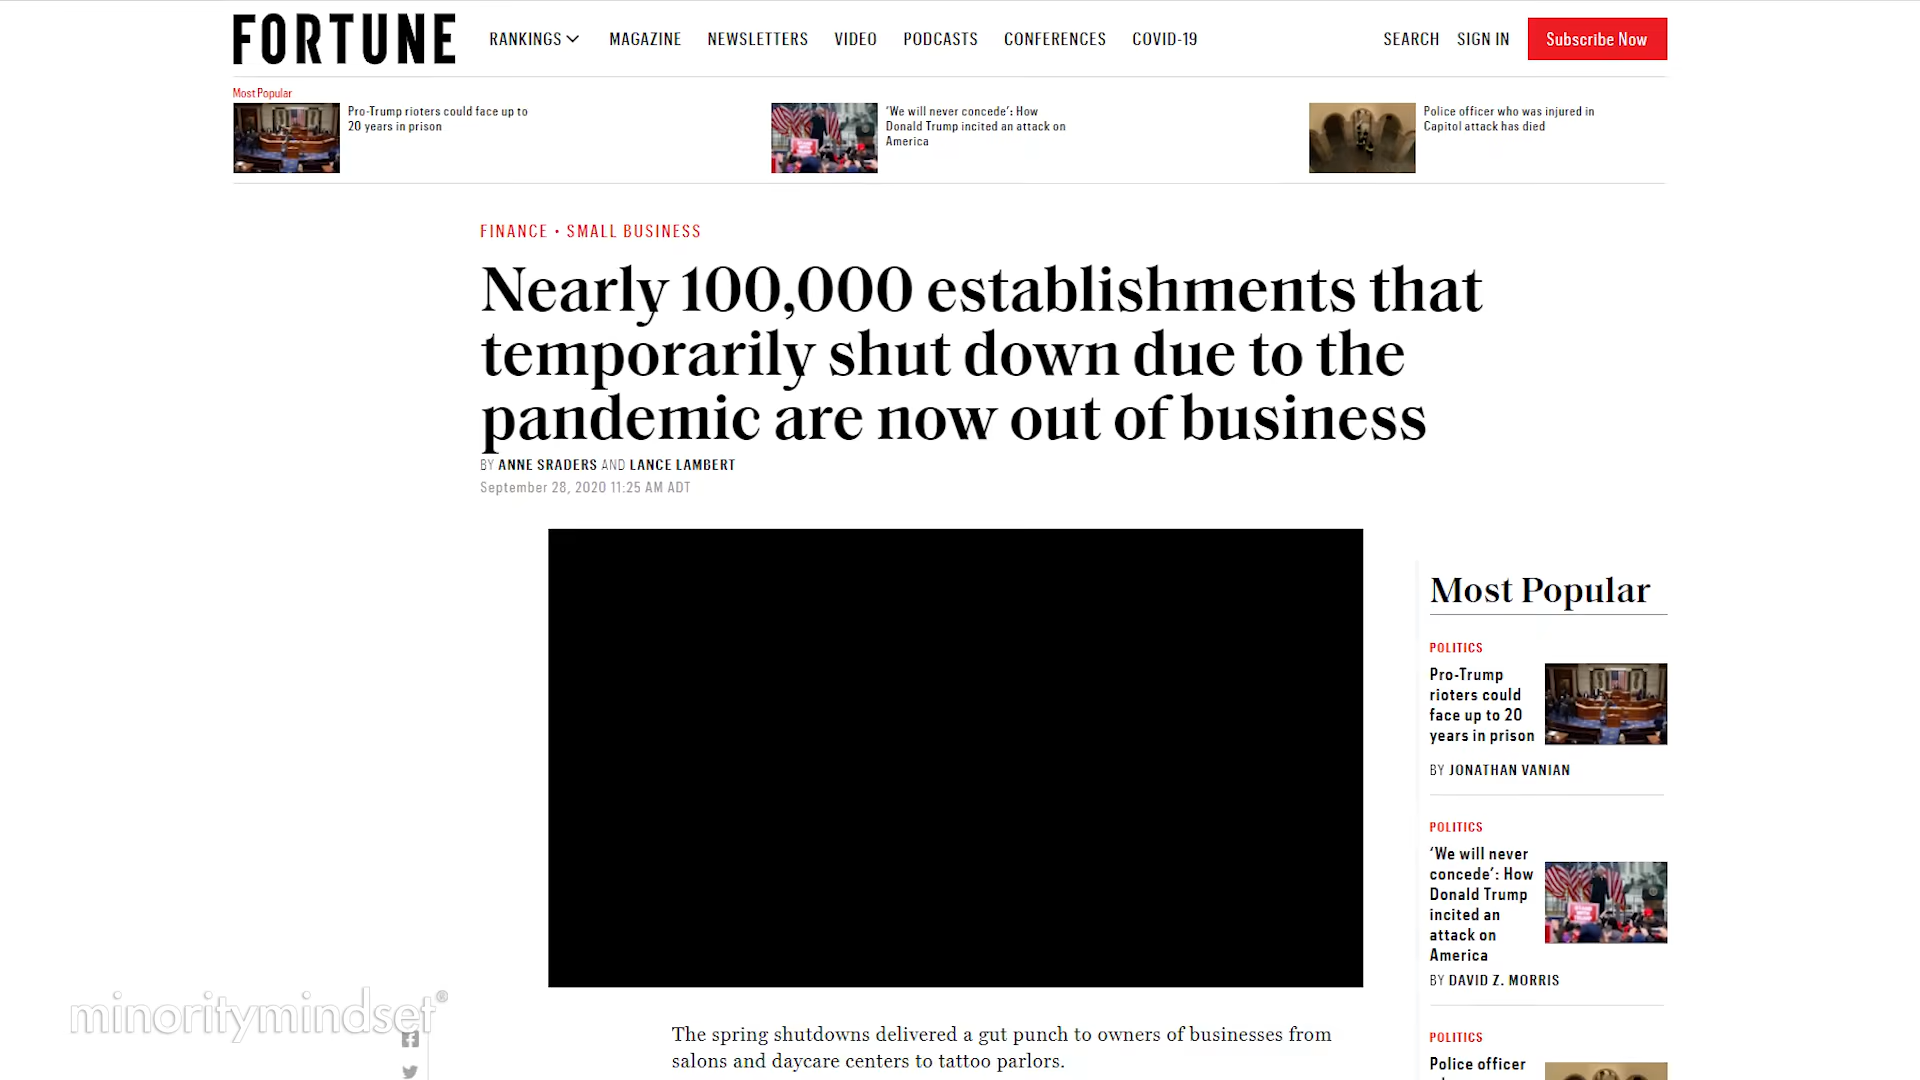 FORTUNE
RANKINGS
MAGAZINE
NEWSLETTERS
VIDEO
PODCASTS
CONFERENCES
COVID-19
SEARCH
SIGN IN
Subscribe Now
Most Popular
Pro-Trump rioters could face up to
20 years in prison
‘We will never concede’: How
Donald Trump incited an attack on
America
Police officer who was injured in
Capitol attack has died
FINANCE • SMALL BUSINESS
Nearly 100,000 establishments that
temporarily shut down due to the
pandemic are now out of business
BY ANNE SRADERS AND LANCE LAMBERT
September 28, 2020 11:25 AM ADT
The spring shutdowns delivered a gut punch to owners of businesses from
salons and daycare centers to tattoo parlors.
Most Popular
POLITICS
Pro-Trump
rioters could
face up to 20
years in prison
BY JONATHAN VANIAN
POLITICS
‘We will never
concede’: How
Donald Trump
incited an
attack on
America
BY DAVID Z. MORRIS
POLITICS
Police officer
minoritymindset®